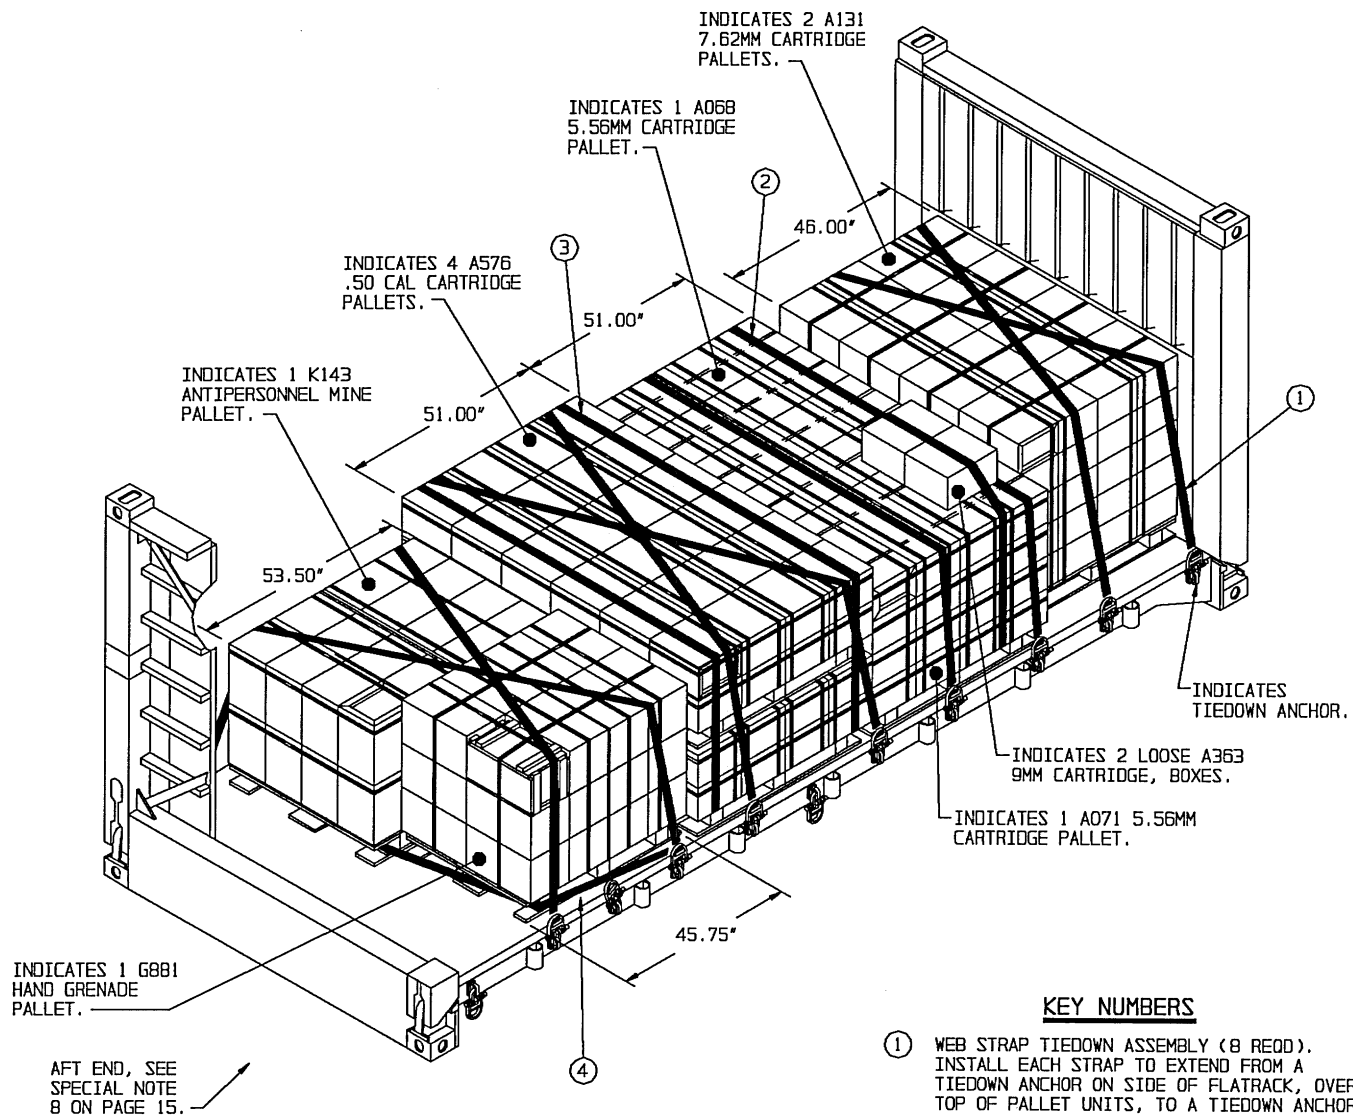 INDICATES 2 A131
7.62MM CARTRIDGE
PALLETS.
INDICATES 1 A068
5.56MM CARTRIDGE
PALLET.
2
46.00"
3
INDICATES 4 A576
.50 CAL CARTRIDGE
PALLETS.
51.00"
INDICATES 1 K143
ANTIPERSONNEL MINE
PALLET.
51.00"
1
53.50"
INDICATES
TIEDOWN ANCHOR.
INDICATES 2 LOOSE A363
9MM CARTRIDGE, BOXES.
INDICATES 1 A071 5.56MM
CARTRIDGE PALLET.
45.75"
INDICATES 1 G881
HAND GRENADE
PALLET.
4
AFT END, SEE
SPECIAL NOTE
8 ON PAGE 15.
KEY NUMBERS
1 WEB STRAP TIEDOWN ASSEMBLY (8 REQD).
INSTALL EACH STRAP TO EXTEND FROM A
TIEDOWN ANCHOR ON SIDE OF FLATRACK, OVER
TOP OF PALLET UNITS, TO A TIEDOWN ANCHOR